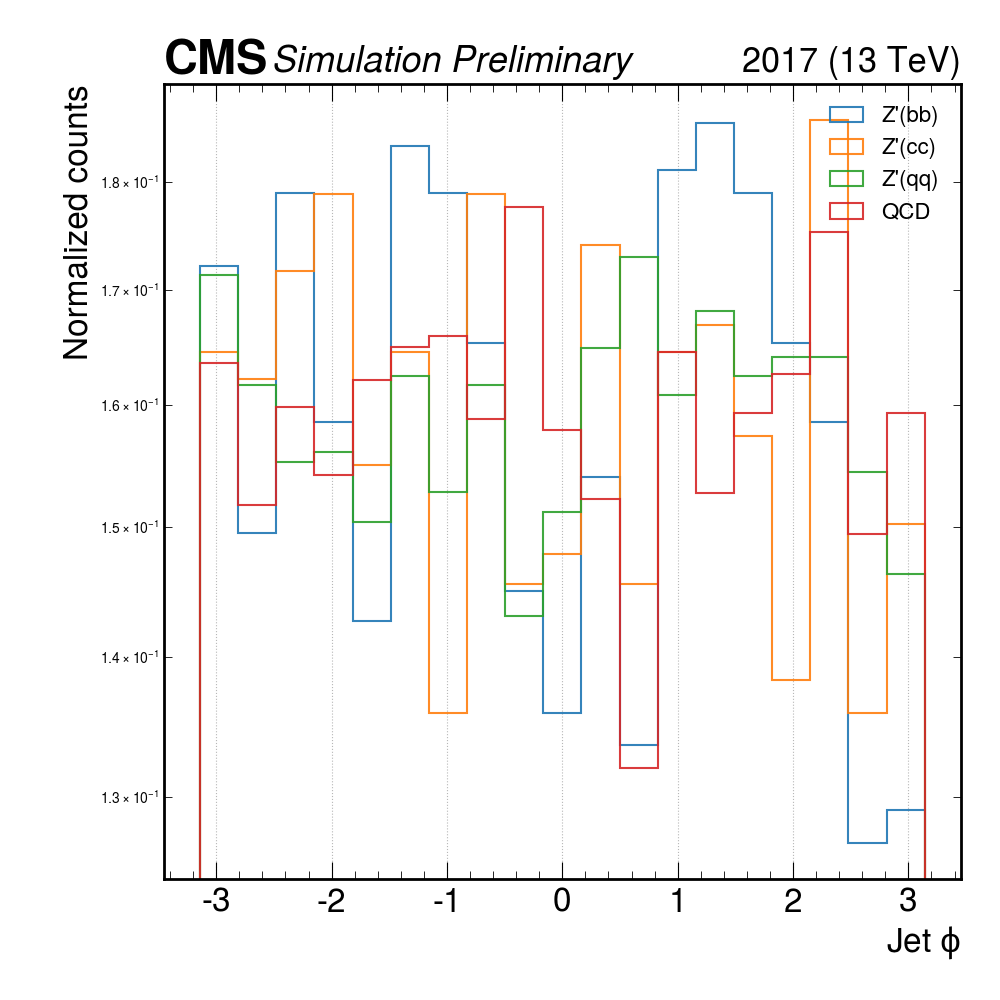 CMS Simulation Preliminary 2017 (13 TeV)
Normalized counts
Z'(bb)
Z'(cc)
Z'(qq)
QCD
1.8 × 10⁻¹
1.7 × 10⁻¹
1.6 × 10⁻¹
1.5 × 10⁻¹
1.4 × 10⁻¹
1.3 × 10⁻¹
-3 -2 -1 0 1 2 3
Jet ϕ